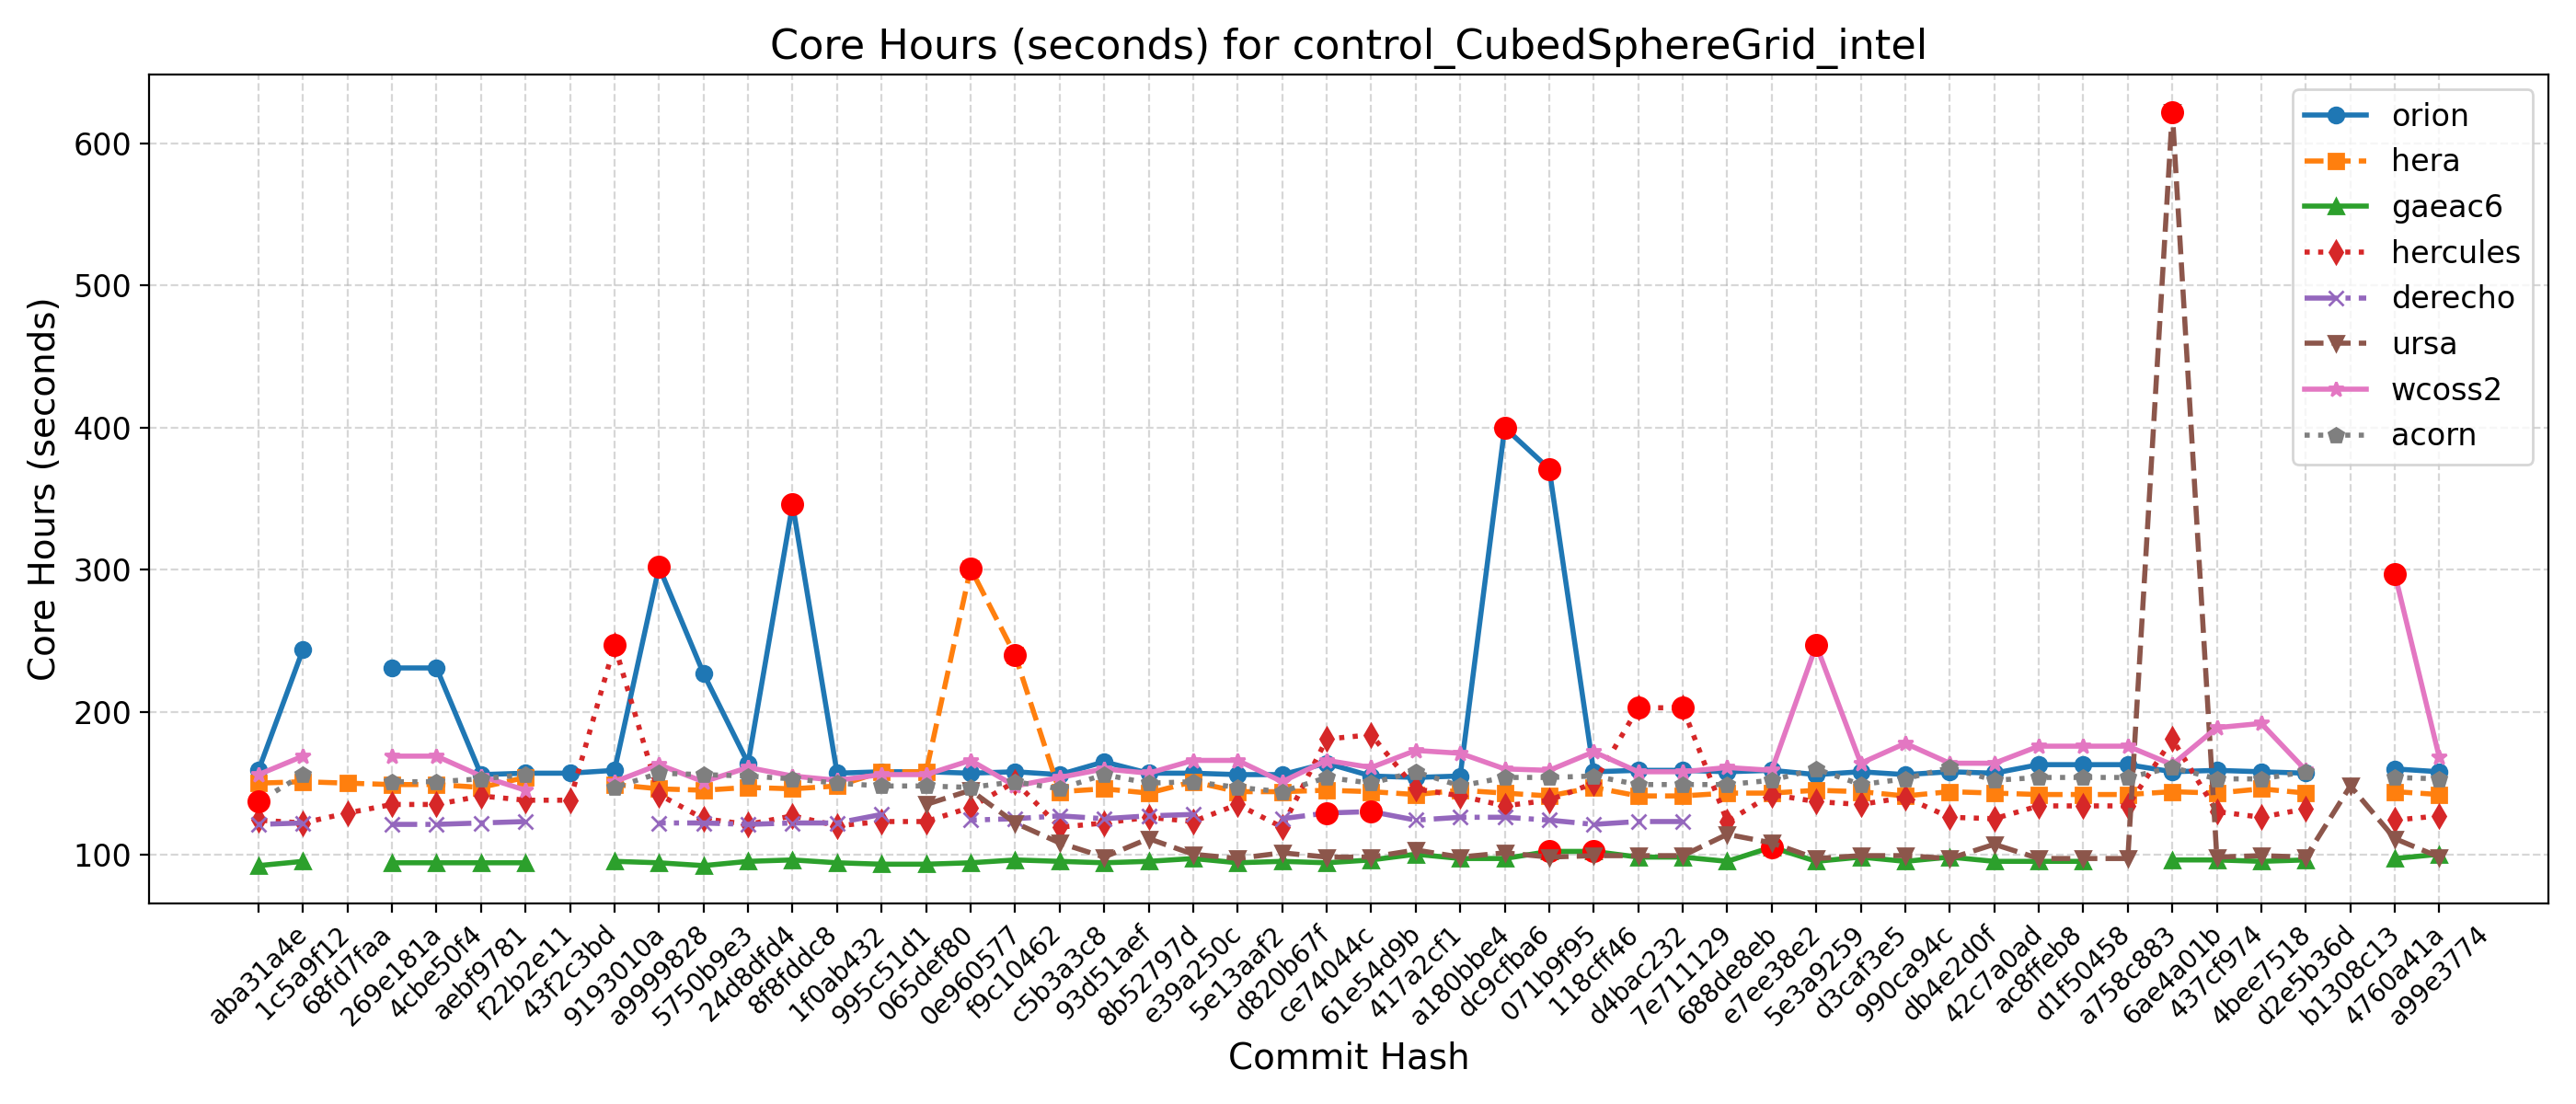 Core Hours (seconds) for control_CubedSphereGrid_intel
Core Hours (seconds)
600
500
400
300
200
100
orion
hera
gaeac6
hercules
derecho
ursa
wcoss2
acorn
aba31a4e
1c5a9f12
68fd7faa
269e181a
4cbe50f4
aebf9781
f22b2e11
43f2c3bd
9193010a
a9999828
5750b9e3
24d8dfd4
8f8fddc8
1f0ab432
995c51d1
065def80
0e960577
f9c10462
c5b3a3c8
93d51aef
8b52797d
e39a250c
5e13aaf2
d820b67f
ce74044c
61e54d9b
417a2cf1
a180bbe4
dc9cfba6
071b9f95
118cff46
d4bac232
7e711129
688de8eb
e7ee38e2
5e3a9259
d3caf3e5
990ca94c
db4e2d0f
42c7a0ad
ac8ffeb8
d1f50458
a758c883
6ae4a01b
437cf974
4bee7518
d2e5b36d
b1308c13
4760a41a
a99e3774
Commit Hash